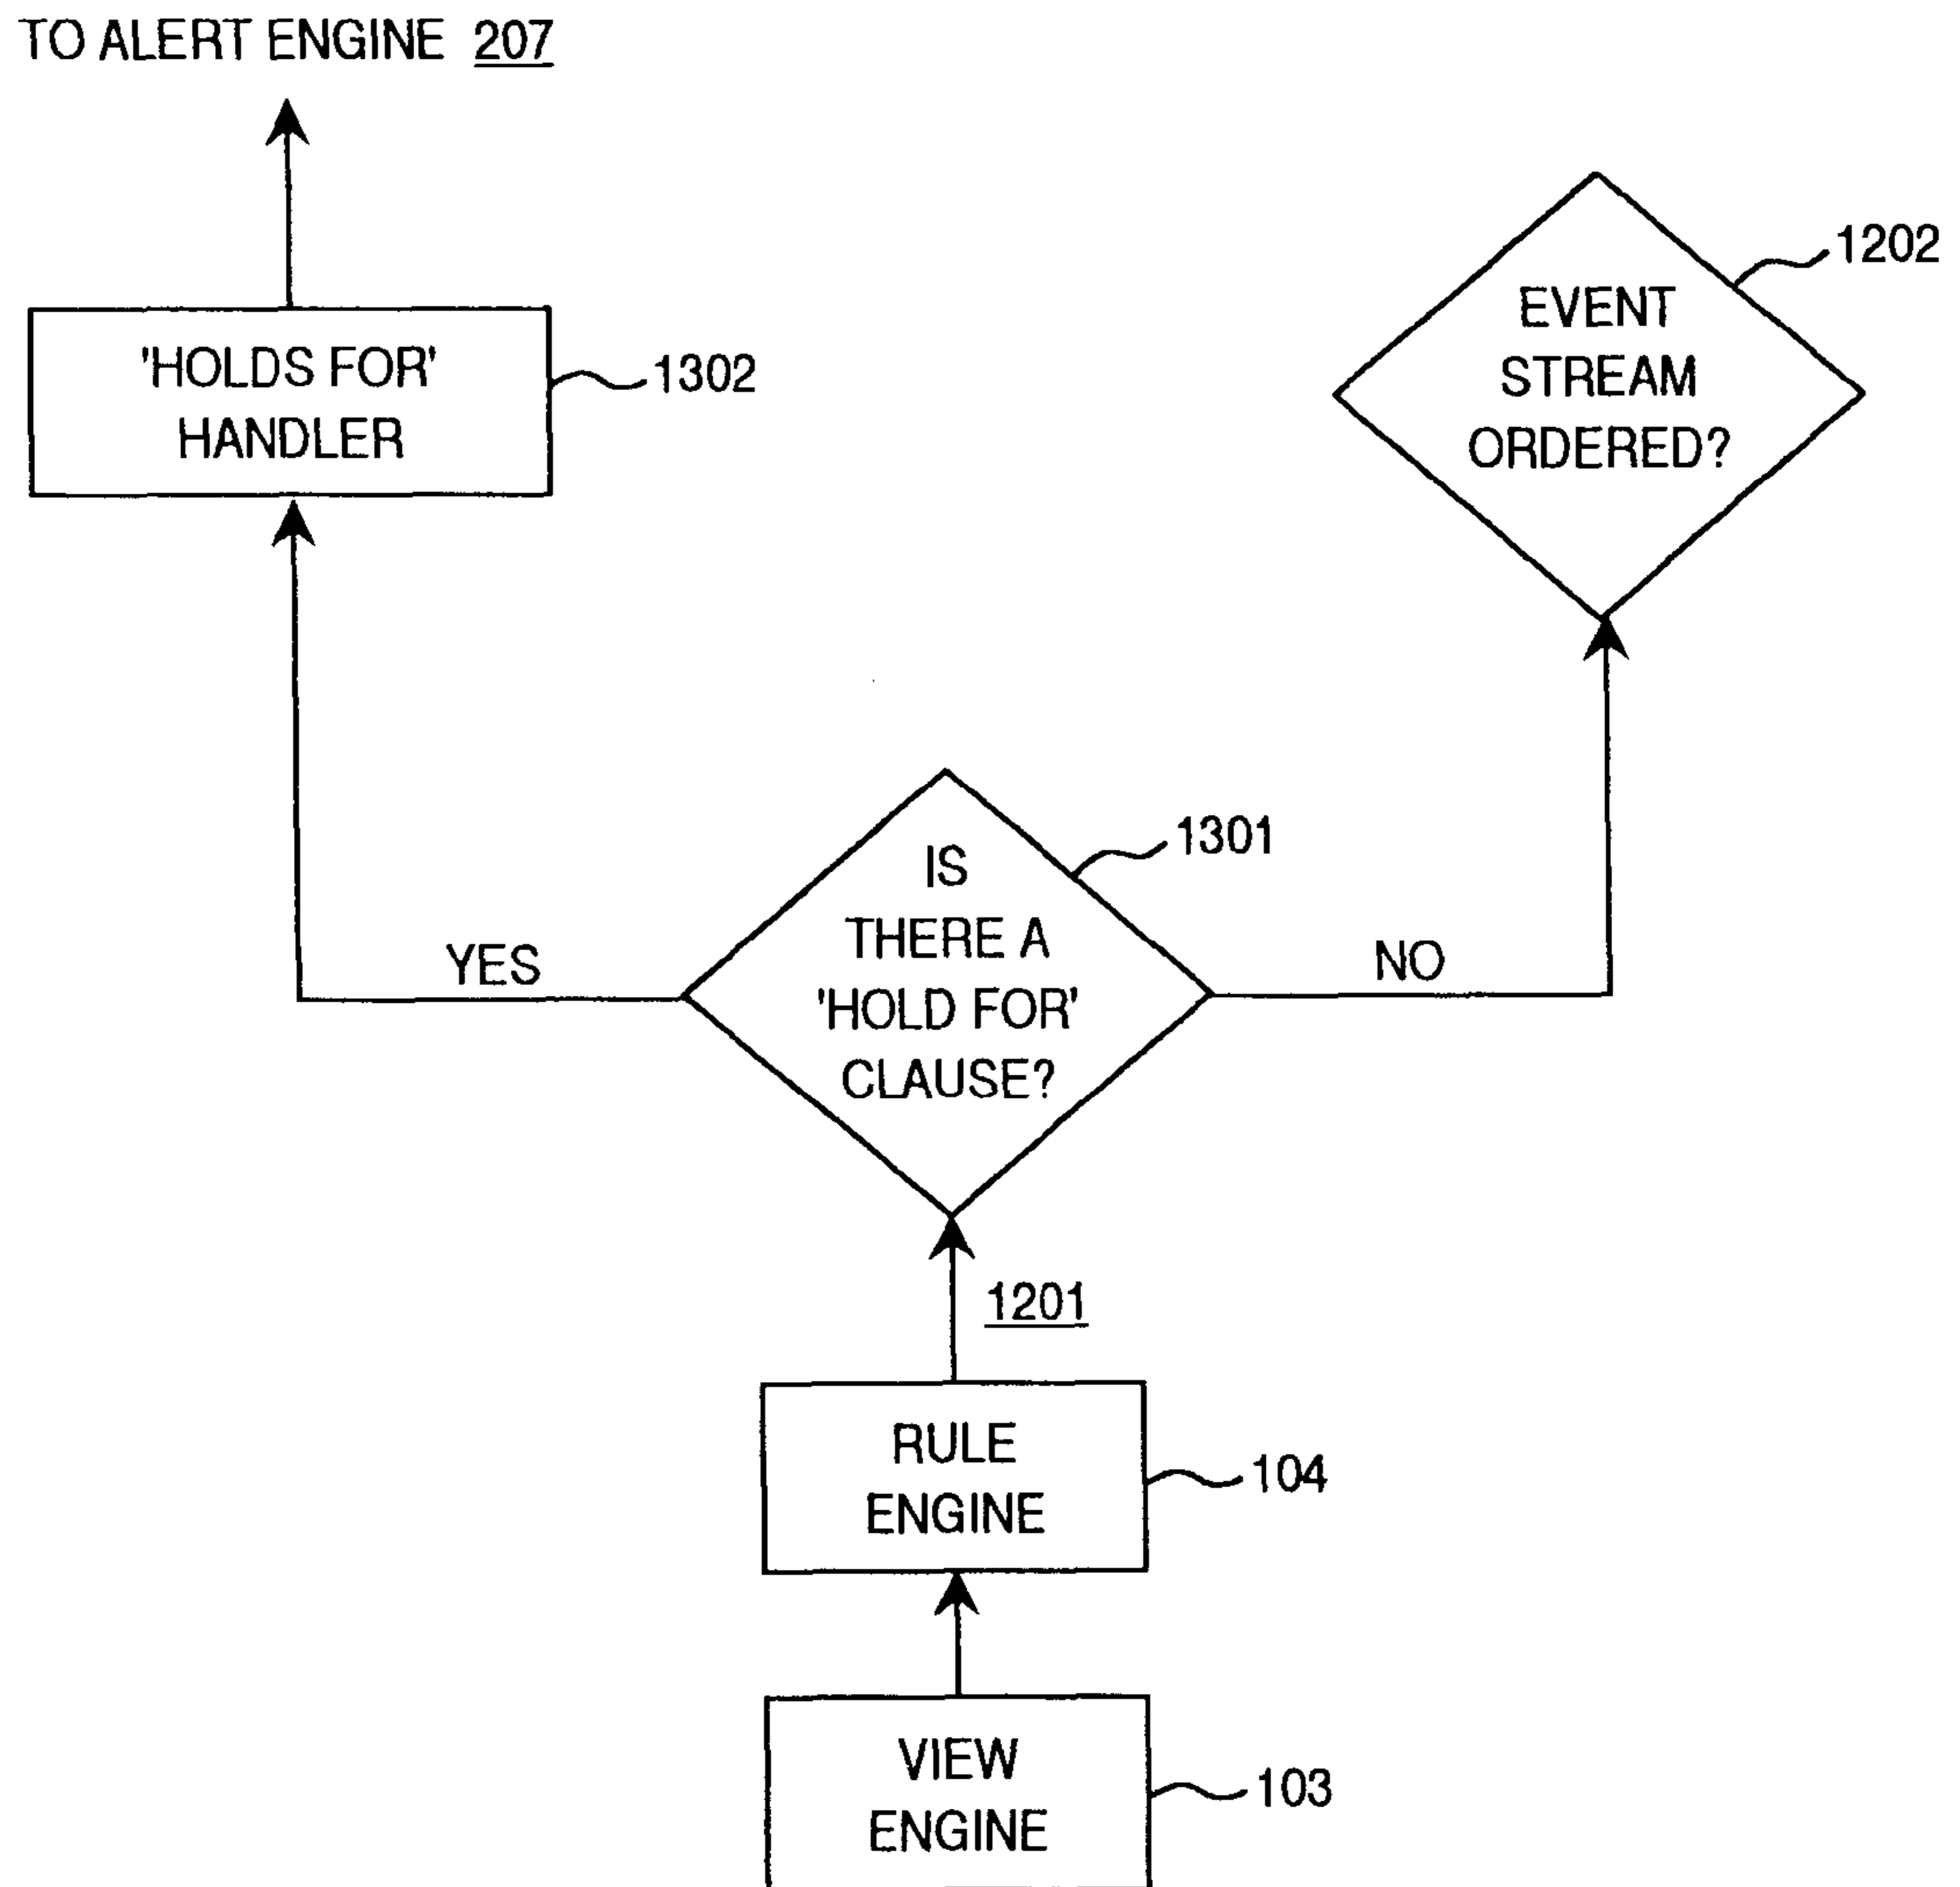 TO ALERT ENGINE 207
1202
EVENT
STREAM
ORDERED?
'HOLDS FOR'
HANDLER
1302
1301
IS
THERE A
'HOLD FOR'
CLAUSE?
YES
NO
1201
RULE
ENGINE
104
VIEW
ENGINE
103